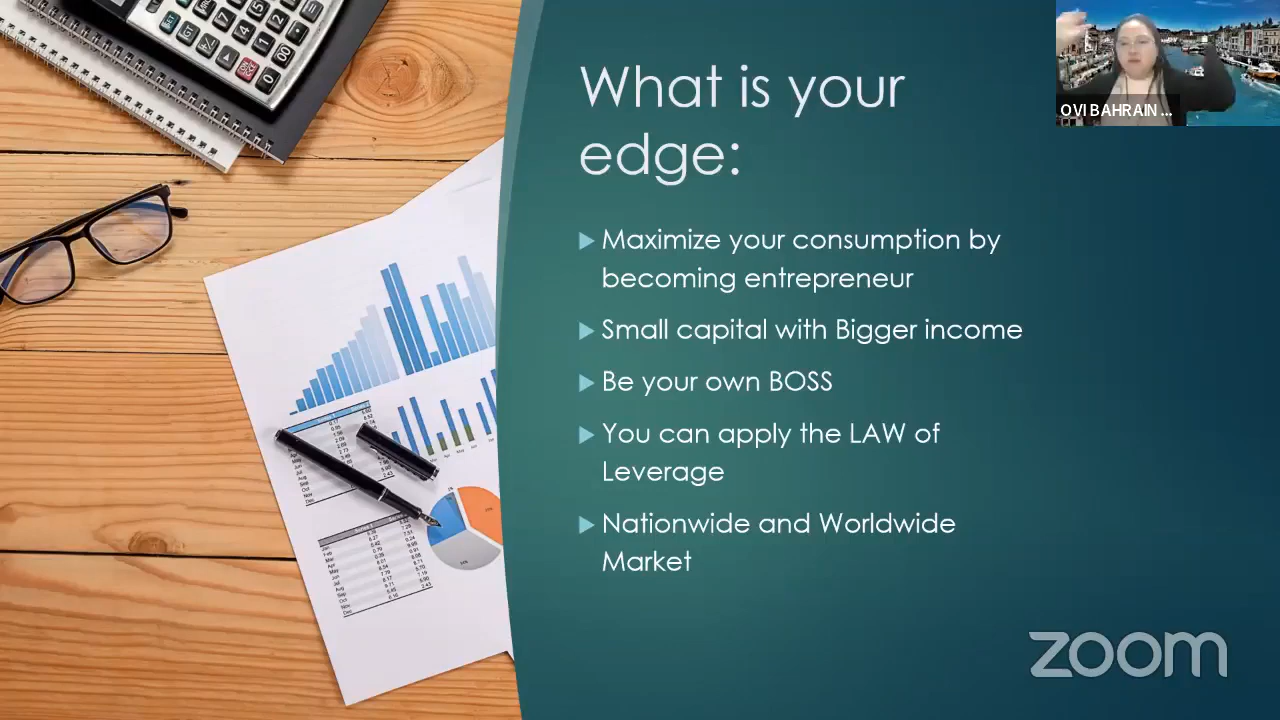 What is your
edge:
OVI BAHRAIN ...
Maximize your consumption by
becoming entrepreneur
Small capital with Bigger income
Be your own BOSS
You can apply the LAW of
Leverage
Nationwide and Worldwide
Market
zoom